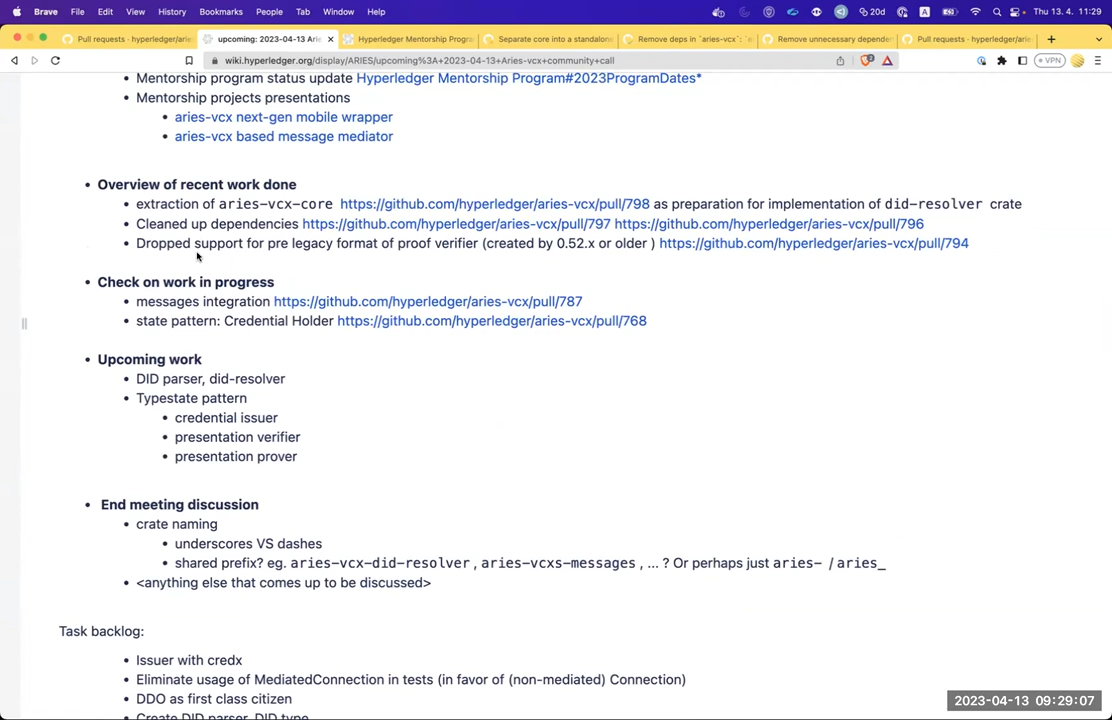 Brave File Edit View History Bookmarks People Tab Window Help 20d A Thu 13. 4. 11:29
Pull requests · hyperledger/aries upcoming: 2023-04-13 Arie Hyperledger Mentorship Progra Separate core into a standalone Remove deps in `aries-vcx`: Remove unnecessary depender Pull requests · hyperledger/arie
wiki.hyperledger.org/display/ARIES/upcoming%3A+2023-04-13+Aries-vcx+community+call VPN
Mentorship program status update Hyperledger Mentorship Program#2023ProgramDates*
Mentorship projects presentations
aries-vcx next-gen mobile wrapper
aries-vcx based message mediator
Overview of recent work done
extraction of aries-vcx-core https://github.com/hyperledger/aries-vcx/pull/798 as preparation for implementation of did-resolver crate
Cleaned up dependencies https://github.com/hyperledger/aries-vcx/pull/797 https://github.com/hyperledger/aries-vcx/pull/796
Dropped support for pre legacy format of proof verifier (created by 0.52.x or older ) https://github.com/hyperledger/aries-vcx/pull/794
Check on work in progress
messages integration https://github.com/hyperledger/aries-vcx/pull/787
state pattern: Credential Holder https://github.com/hyperledger/aries-vcx/pull/768
Upcoming work
DID parser, did-resolver
Typestate pattern
credential issuer
presentation verifier
presentation prover
End meeting discussion
crate naming
underscores VS dashes
shared prefix? eg. aries-vcx-did-resolver , aries-vcxs-messages , ... ? Or perhaps just aries- / aries_
<anything else that comes up to be discussed>
Task backlog:
Issuer with credx
Eliminate usage of MediatedConnection in tests (in favor of (non-mediated) Connection)
DDO as first class citizen
Create DID parser, DID type
2023-04-13 09:29:07